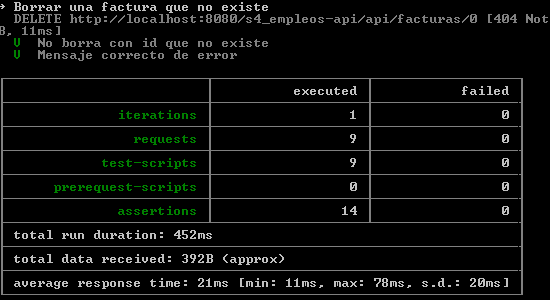 → Borrar una factura que no existe
DELETE http://localhost:8080/s4_empleos-api/api/facturas/0 [404 Not
B, 11ms]
V No borra con id que no existe
V Mensaje correcto de error
executed failed
iterations 1 0
requests 9 0
test-scripts 9 0
prerequest-scripts 0 0
assertions 14 0
total run duration: 452ms
total data received: 392B (approx)
average response time: 21ms [min: 11ms, max: 78ms, s.d.: 20ms]